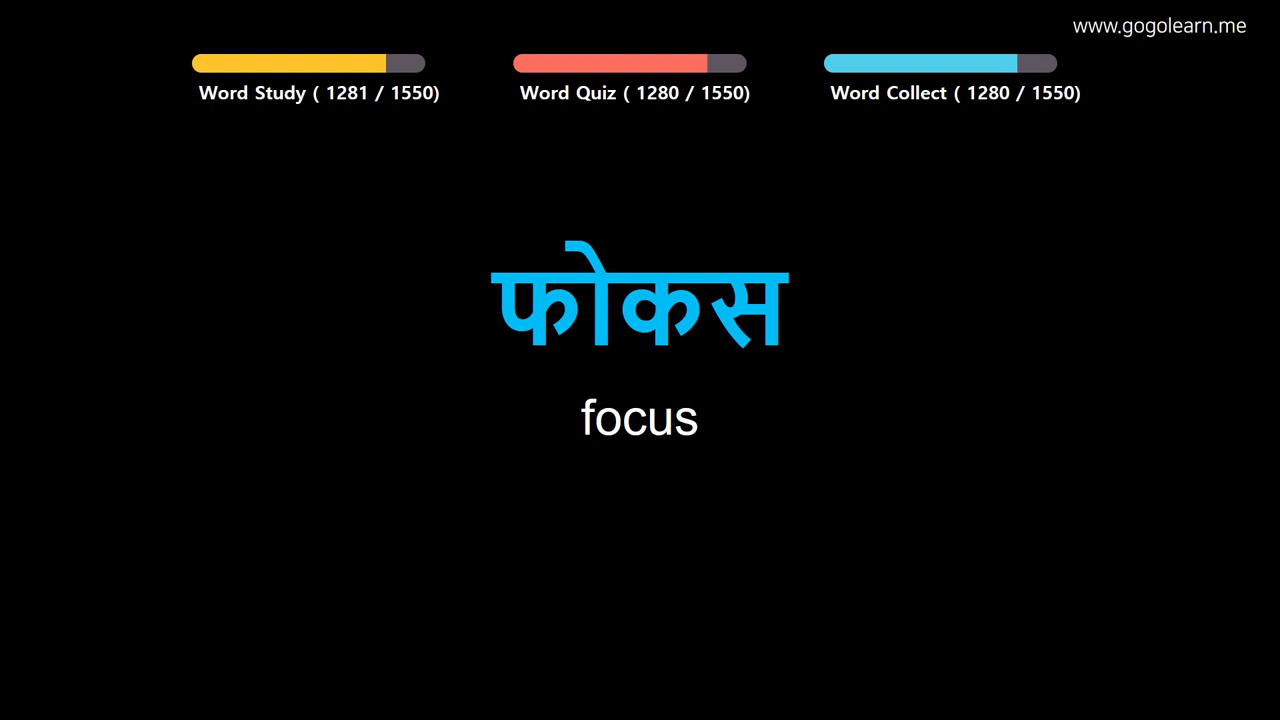 www.gogolearn.me
Word Study ( 1281 / 1550)
Word Quiz ( 1280 / 1550)
Word Collect ( 1280 / 1550)
फोकस
focus